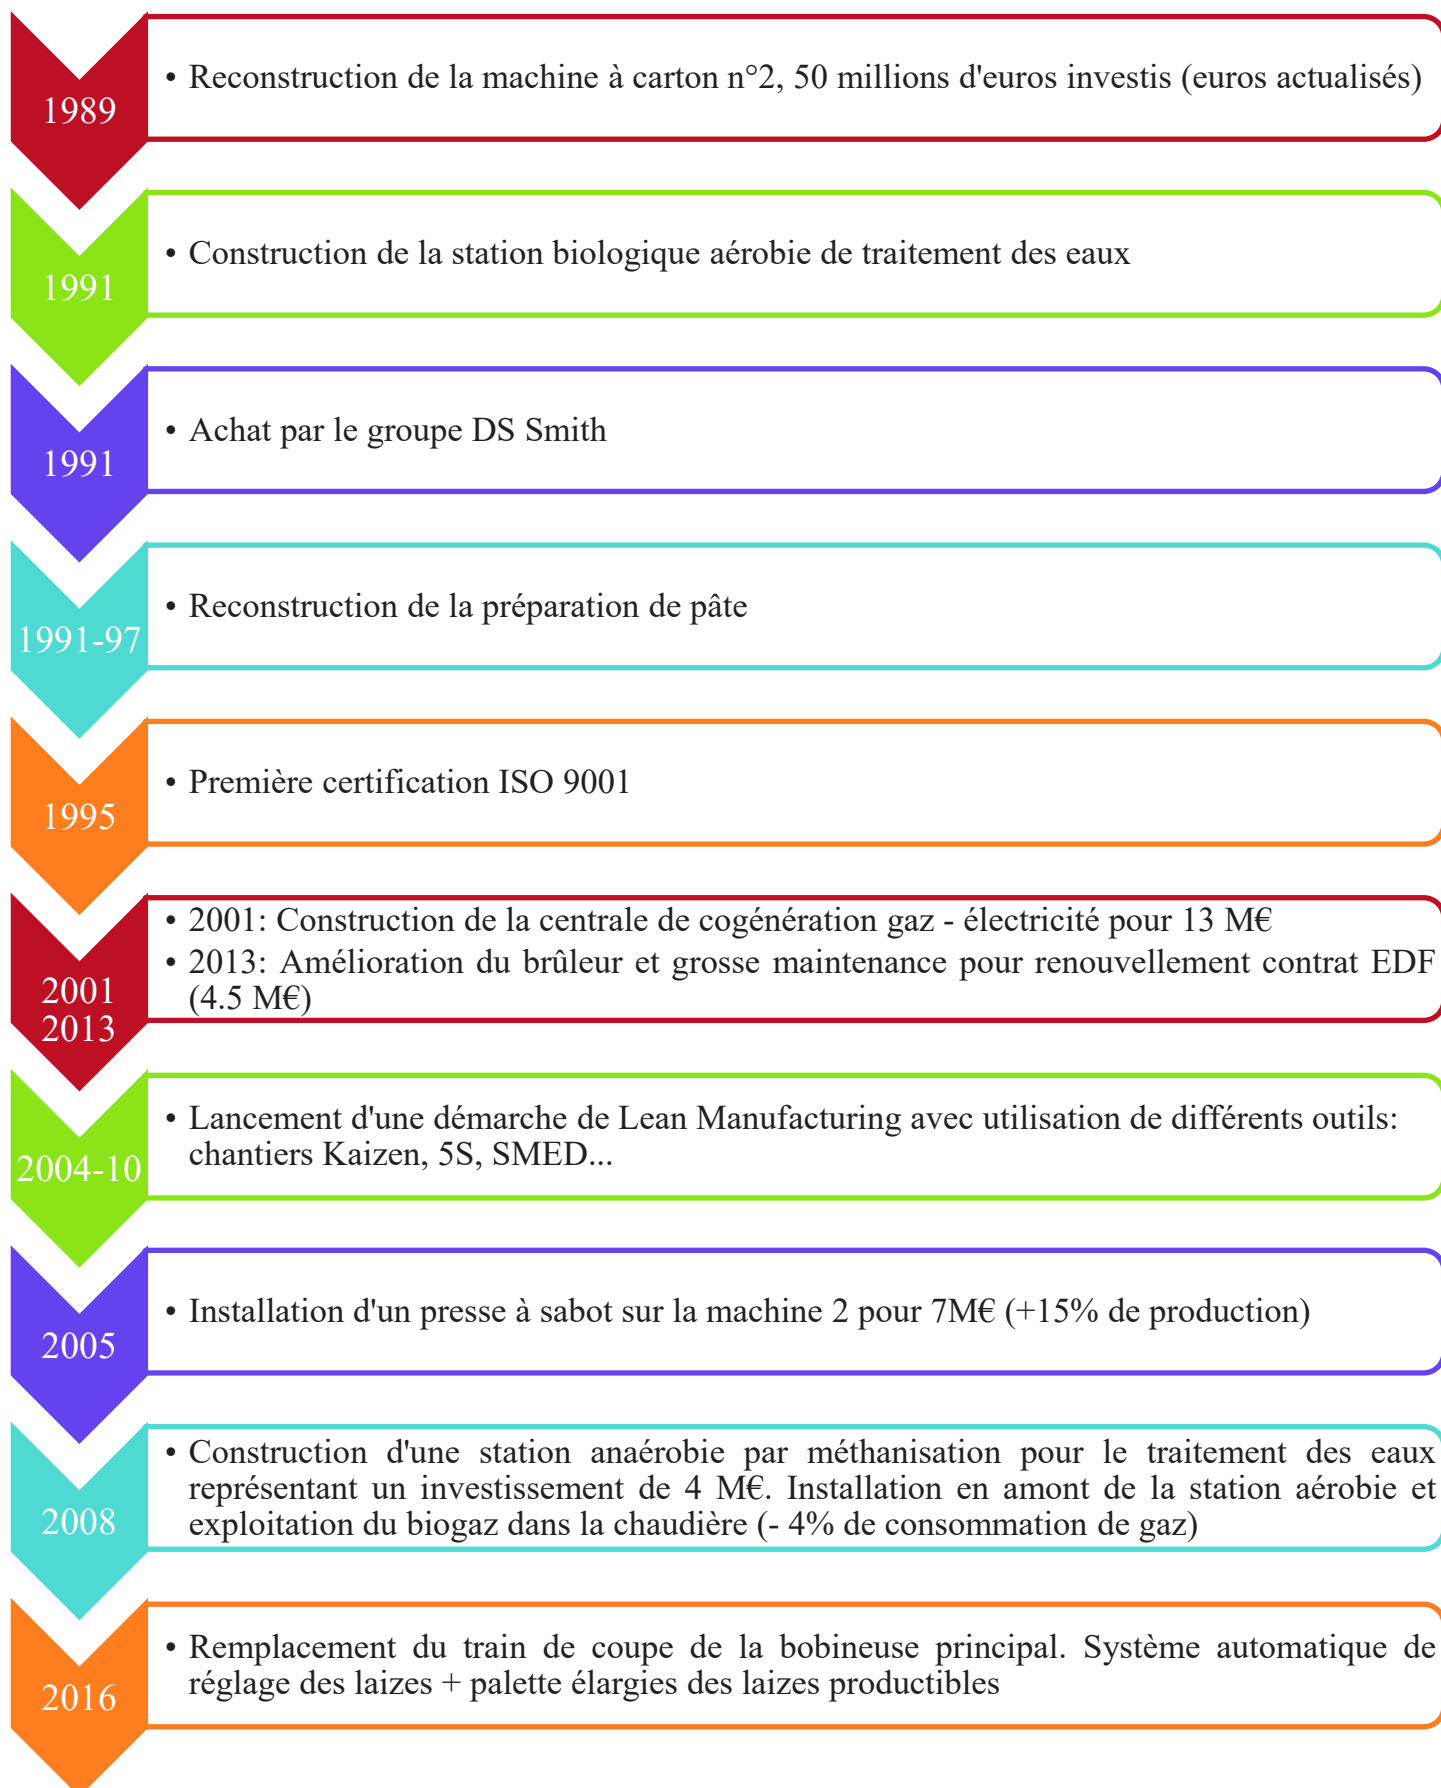 1989
• Reconstruction de la machine à carton n°2, 50 millions d'euros investis (euros actualisés)
1991
• Construction de la station biologique aérobie de traitement des eaux
1991
• Achat par le groupe DS Smith
1991-97
• Reconstruction de la préparation de pâte
1995
• Première certification ISO 9001
2001
2013
• 2001: Construction de la centrale de cogénération gaz - électricité pour 13 M€
• 2013: Amélioration du brûleur et grosse maintenance pour renouvellement contrat EDF
(4.5 M€)
2004-10
• Lancement d'une démarche de Lean Manufacturing avec utilisation de différents outils:
chantiers Kaizen, 5S, SMED...
2005
• Installation d'un presse à sabot sur la machine 2 pour 7M€ (+15% de production)
2008
• Construction d'une station anaérobie par méthanisation pour le traitement des eaux
représentant un investissement de 4 M€. Installation en amont de la station aérobie et
exploitation du biogaz dans la chaudière (- 4% de consommation de gaz)
2016
• Remplacement du train de coupe de la bobineuse principal. Système automatique de
réglage des laizes + palette élargies des laizes productibles